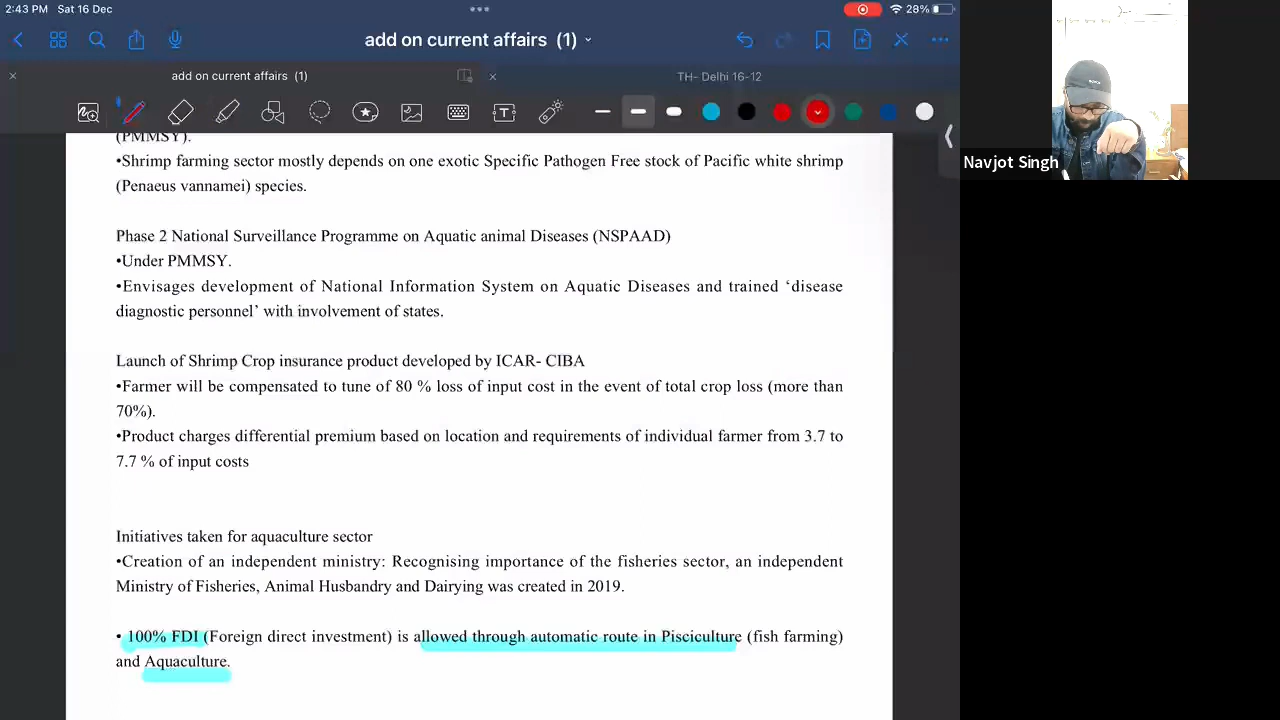 2:43 PM Sat 16 Dec
28%
add on current affairs (1)
add on current affairs (1)
TH- Delhi 16-12
(PMMSY).
•Shrimp farming sector mostly depends on one exotic Specific Pathogen Free stock of Pacific white shrimp
(Penaeus vannamei) species.
Phase 2 National Surveillance Programme on Aquatic animal Diseases (NSPAAD)
•Under PMMSY.
•Envisages development of National Information System on Aquatic Diseases and trained ‘disease
diagnostic personnel’ with involvement of states.
Launch of Shrimp Crop insurance product developed by ICAR- CIBA
•Farmer will be compensated to tune of 80 % loss of input cost in the event of total crop loss (more than
70%).
•Product charges differential premium based on location and requirements of individual farmer from 3.7 to
7.7 % of input costs
Initiatives taken for aquaculture sector
•Creation of an independent ministry: Recognising importance of the fisheries sector, an independent
Ministry of Fisheries, Animal Husbandry and Dairying was created in 2019.
• 100% FDI (Foreign direct investment) is allowed through automatic route in Pisciculture (fish farming)
and Aquaculture.
Navjot Singh